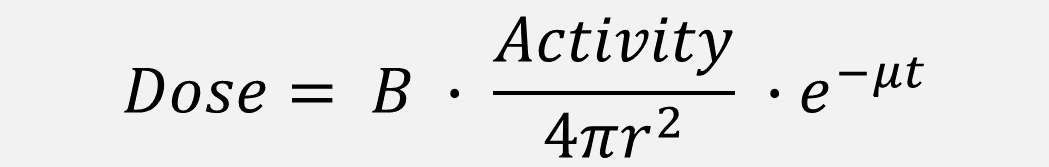 Dose = B · Activity / 4πr² · e^−μt